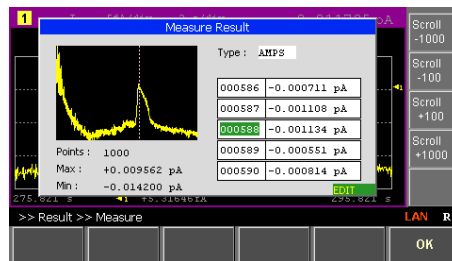 1
Measure Result
Type : AMPS
000586 -0.000711 pA
000587 -0.001108 pA
000588 -0.001134 pA
000589 -0.000551 pA
000590 -0.000814 pA
Points : 1000
Max : +0.009562 pA
Min : -0.014200 pA
EDIT
Scroll
-1000
Scroll
-100
Scroll
+100
Scroll
+1000
275.821 s
295.821 s
>> Result >> Measure
LAN R
OK